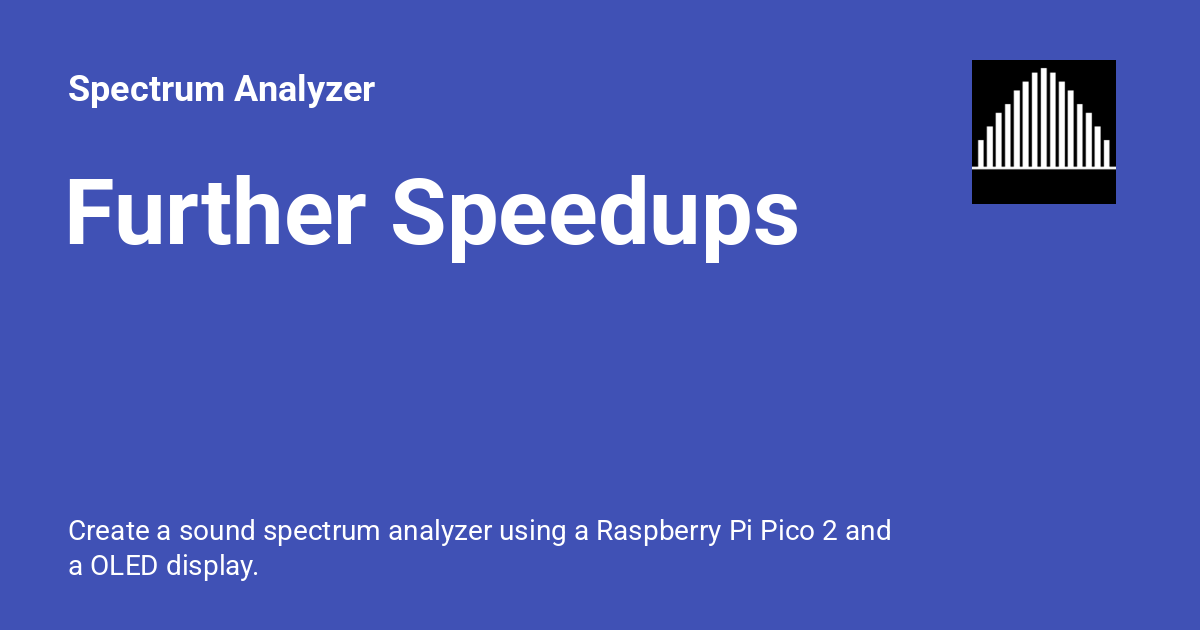 Spectrum Analyzer
Further Speedups
Create a sound spectrum analyzer using a Raspberry Pi Pico 2 and
a OLED display.